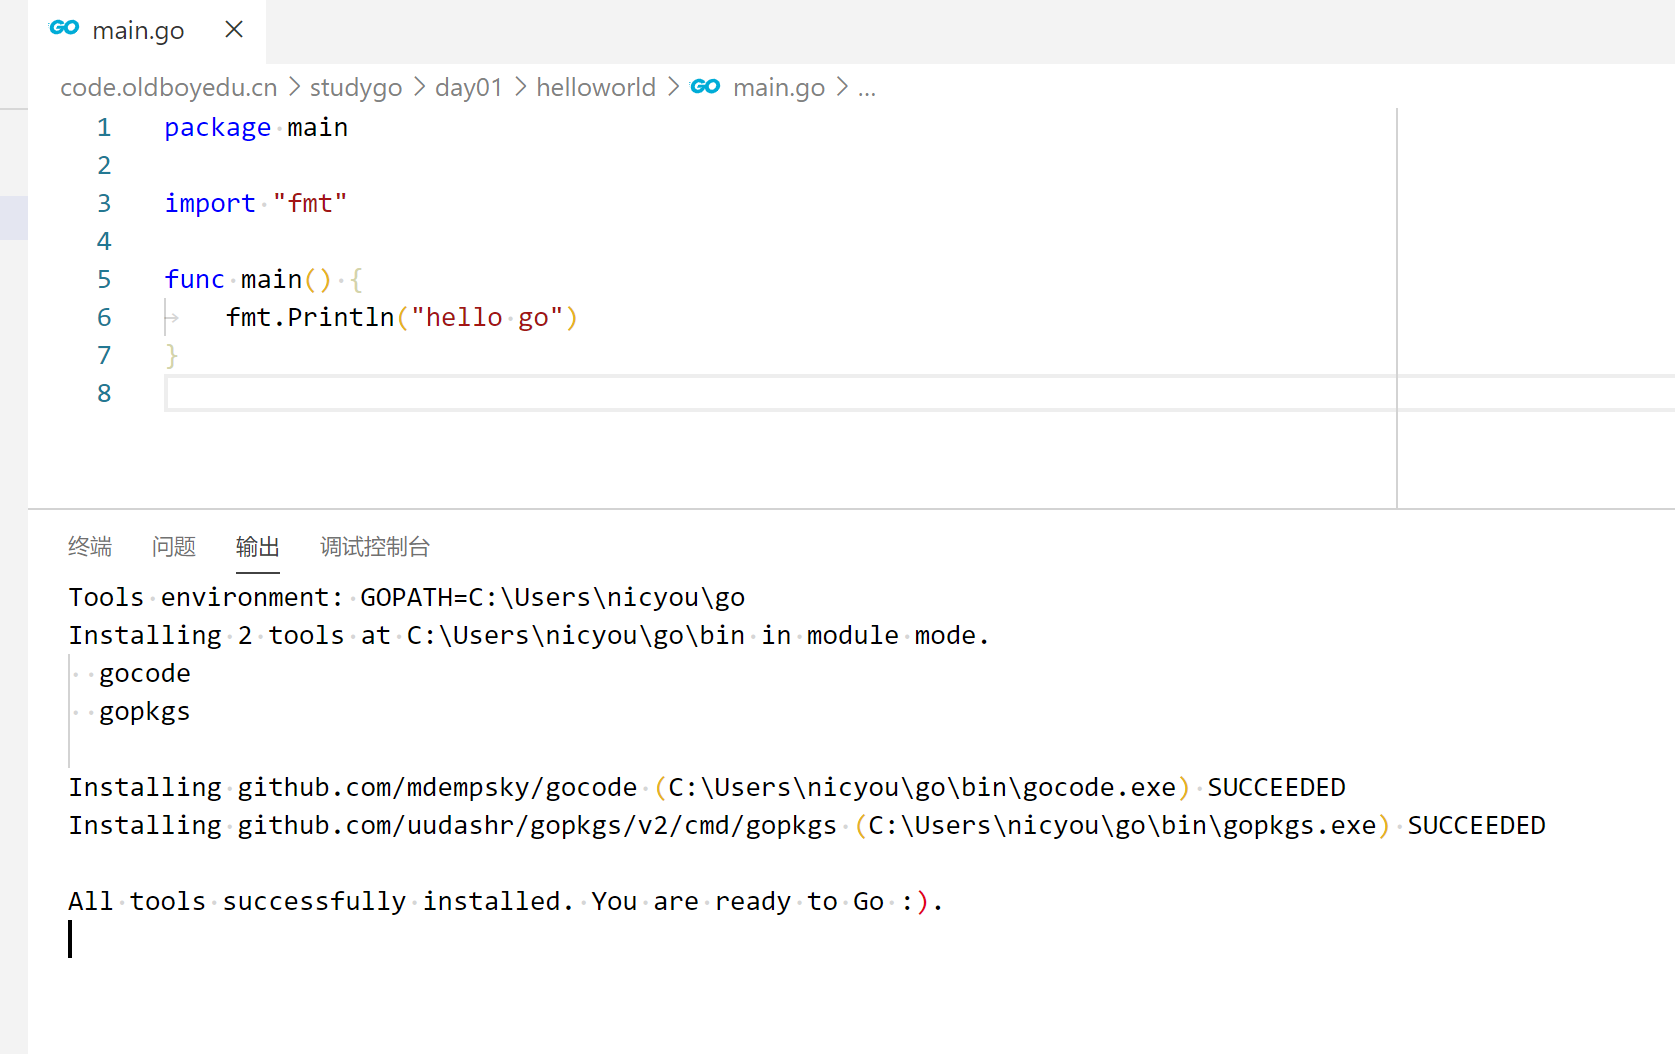 GO main.go
code.oldboyedu.cn > studygo > day01 > helloworld > GO main.go > ...
1 package main
2
3 import "fmt"
4
5 func main() {
6 fmt.Println("hello go")
7 }
8
终端 问题 输出 调试控制台
Tools environment: GOPATH=C:\Users\nicyou\go
Installing 2 tools at C:\Users\nicyou\go\bin in module mode.
gocode
gopkgs
Installing github.com/mdempsky/gocode (C:\Users\nicyou\go\bin\gocode.exe) SUCCEEDED
Installing github.com/uudashr/gopkgs/v2/cmd/gopkgs (C:\Users\nicyou\go\bin\gopkgs.exe) SUCCEEDED
All tools successfully installed. You are ready to Go :).